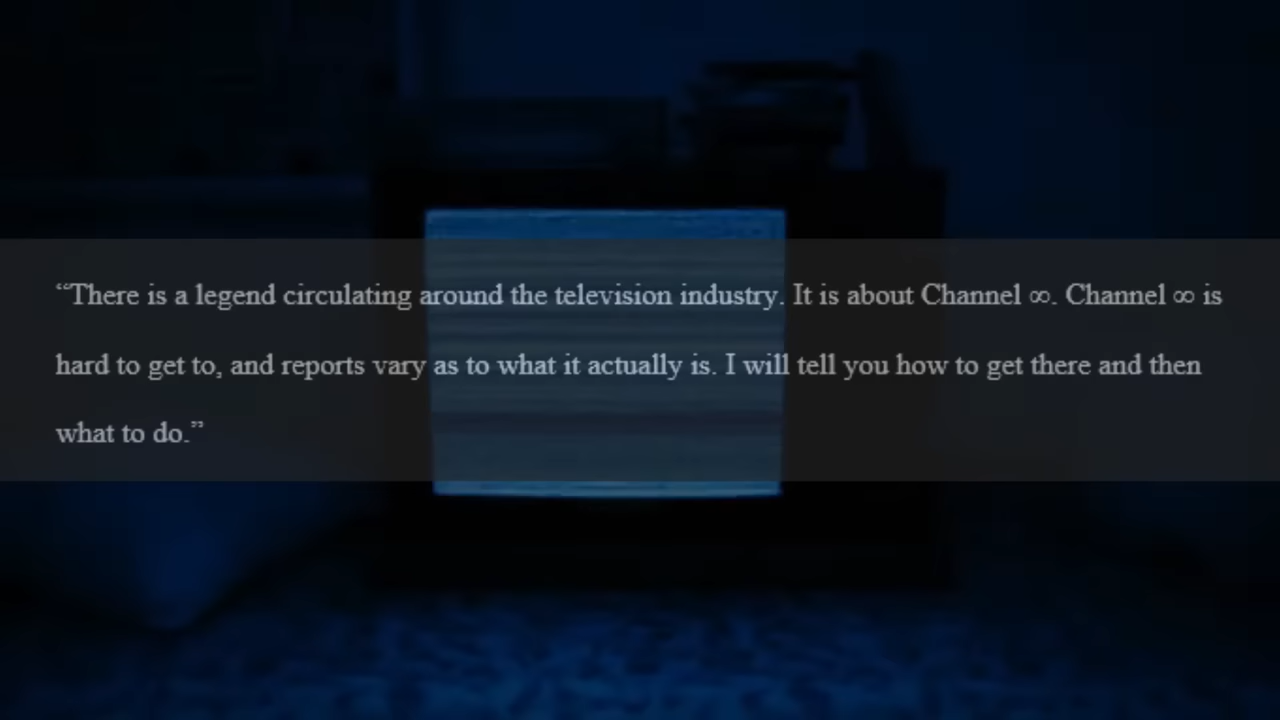 “There is a legend circulating around the television industry. It is about Channel ∞. Channel ∞ is
hard to get to, and reports vary as to what it actually is. I will tell you how to get there and then
what to do.”